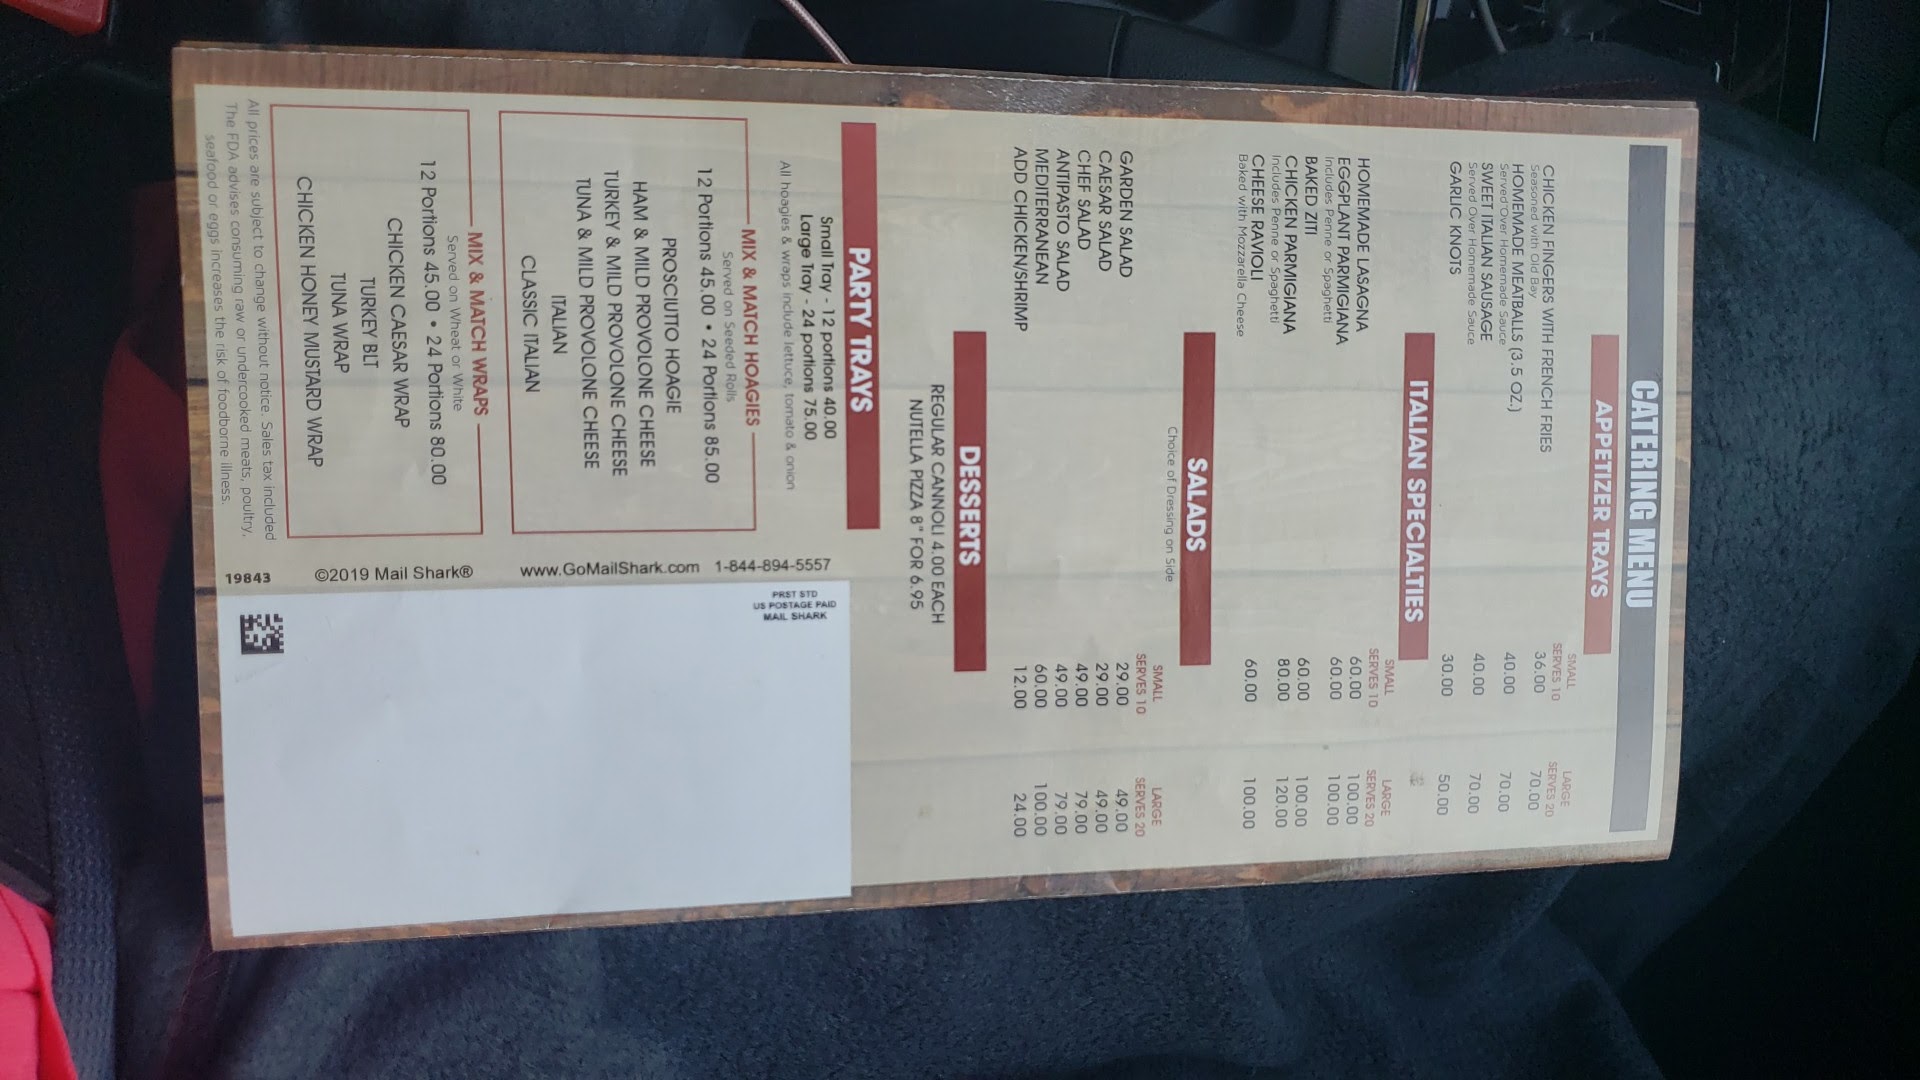 CATERING MENU
APPETIZER TRAYS
SMALL LARGE
SERVES 10 SERVES 20
CHICKEN FINGERS WITH FRENCH FRIES 36.00 70.00
Seasoned with Old Bay
HOMEMADE MEATBALLS (3.5 OZ.) 40.00 70.00
Served Over Homemade Sauce
SWEET ITALIAN SAUSAGE 40.00 70.00
Served Over Homemade Sauce
GARLIC KNOTS 30.00 50.00
ITALIAN SPECIALTIES
SMALL LARGE
SERVES 10 SERVES 20
HOMEMADE LASAGNA 60.00 100.00
EGGPLANT PARMIGIANA 60.00 100.00
Includes Penne or Spaghetti
BAKED ZITI 60.00 100.00
CHICKEN PARMIGIANA 80.00 120.00
Includes Penne or Spaghetti
CHEESE RAVIOLI 60.00 100.00
Baked with Mozzarella Cheese
SALADS
Choice of Dressing on Side
SMALL LARGE
SERVES 10 SERVES 20
GARDEN SALAD 29.00 49.00
CAESAR SALAD 29.00 49.00
CHEF SALAD 49.00 79.00
ANTIPASTO SALAD 49.00 79.00
MEDITERRANEAN 60.00 100.00
ADD CHICKEN/SHRIMP 12.00 24.00
DESSERTS
REGULAR CANNOLI 4.00 EACH
NUTELLA PIZZA 8" FOR 6.95
PARTY TRAYS
Small Tray - 12 portions 40.00
Large Tray - 24 portions 75.00
All hoagies & wraps include lettuce, tomato & onion
MIX & MATCH HOAGIES
Served on Seeded Rolls
12 Portions 45.00 • 24 Portions 85.00
PROSCIUTTO HOAGIE
HAM & MILD PROVOLONE CHEESE
TURKEY & MILD PROVOLONE CHEESE
TUNA & MILD PROVOLONE CHEESE
ITALIAN
CLASSIC ITALIAN
MIX & MATCH WRAPS
Served on Wheat or White
12 Portions 45.00 • 24 Portions 80.00
CHICKEN CAESAR WRAP
TURKEY BLT
TUNA WRAP
CHICKEN HONEY MUSTARD WRAP
All prices are subject to change without notice. Sales tax included
The FDA advises consuming raw or undercooked meats, poultry,
seafood or eggs increases the risk of foodborne illness.
www.GoMailShark.com 1-844-894-5557
©2019 Mail Shark®
19843
PRST STD
US POSTAGE PAID
MAIL SHARK